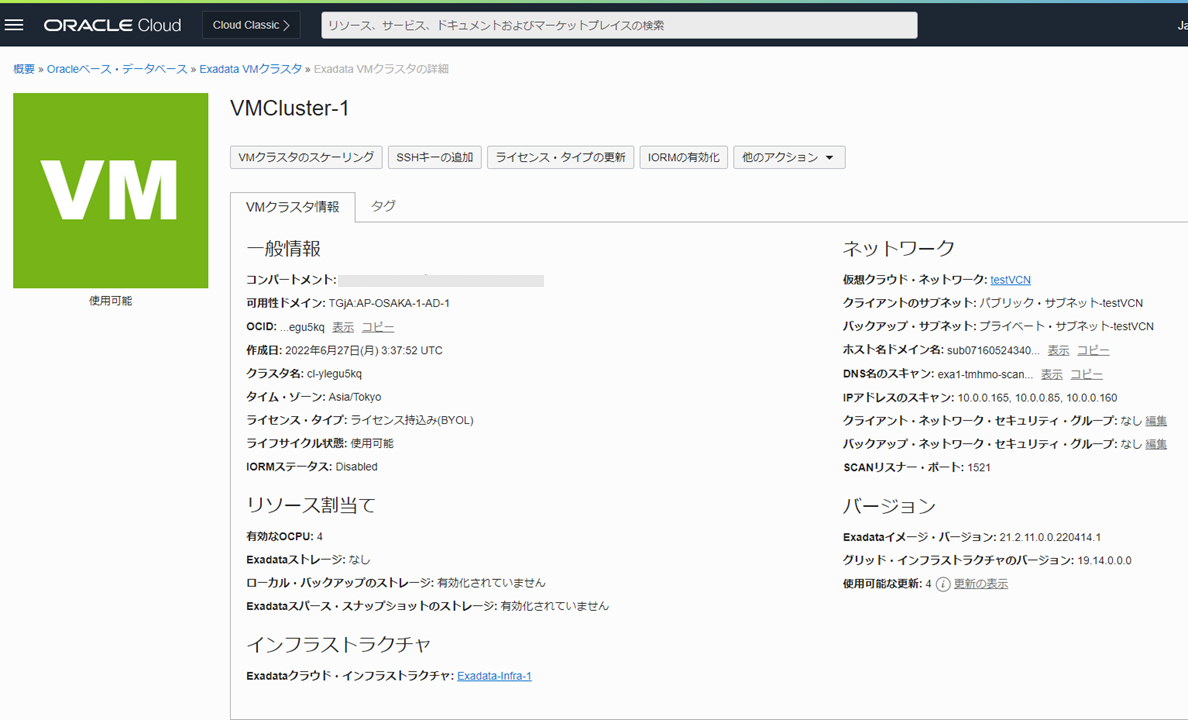 ORACLE Cloud
Cloud Classic
リソース、サービス、ドキュメントおよびマーケットプレイスの検索
Ja
概要 » Oracleベース・データベース » Exadata VMクラスタ » Exadata VMクラスタの詳細
VM
使用可能
VMCluster-1
VMクラスタのスケーリング
SSHキーの追加
ライセンス・タイプの更新
IORMの有効化
他のアクション
VMクラスタ情報
タグ
一般情報
コンパートメント:
可用性ドメイン: TGjA:AP-OSAKA-1-AD-1
OCID: ...egu5kq 表示 コピー
作成日: 2022年6月27日(月) 3:37:52 UTC
クラスタ名: cl-ylegu5kq
タイム・ゾーン: Asia/Tokyo
ライセンス・タイプ: ライセンス持込み(BYOL)
ライフサイクル状態: 使用可能
IORMステータス: Disabled
リソース割当て
有効なOCPU: 4
Exadataストレージ: なし
ローカル・バックアップのストレージ: 有効化されていません
Exadataスパース・スナップショットのストレージ: 有効化されていません
インフラストラクチャ
Exadataクラウド・インフラストラクチャ: Exadata-Infra-1
ネットワーク
仮想クラウド・ネットワーク: testVCN
クライアントのサブネット: パブリック・サブネット-testVCN
バックアップ・サブネット: プライベート・サブネット-testVCN
ホスト名ドメイン名: sub07160524340... 表示 コピー
DNS名のスキャン: exa1-tmhmo-scan... 表示 コピー
IPアドレスのスキャン: 10.0.0.165, 10.0.0.85, 10.0.0.160
クライアント・ネットワーク・セキュリティ・グループ: なし 編集
バックアップ・ネットワーク・セキュリティ・グループ: なし 編集
SCANリスナー・ポート: 1521
バージョン
Exadataイメージ・バージョン: 21.2.11.0.0.220414.1
グリッド・インフラストラクチャのバージョン: 19.14.0.0.0
使用可能な更新: 4 i 更新の表示